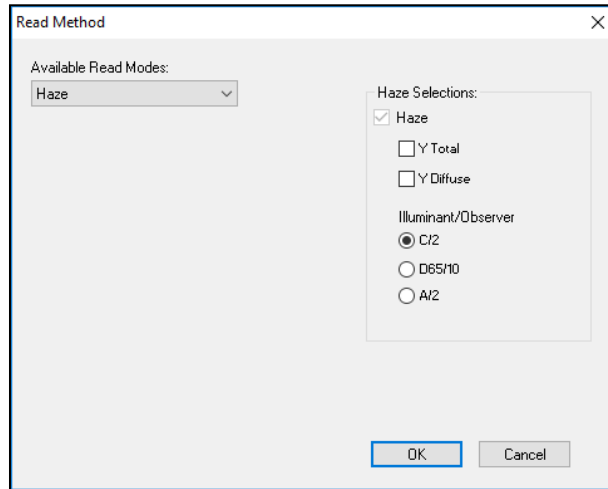 Read Method
Available Read Modes:
Haze
Haze Selections:
Haze
Y Total
Y Diffuse
Illuminant/Observer
C/2
D65/10
A/2
OK
Cancel